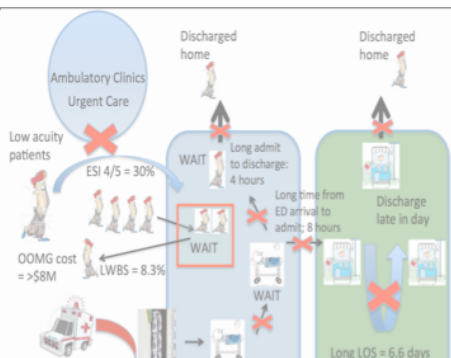 Discharged
home
Discharged
home
Ambulatory Clinics
Urgent Care
Low acuity
patients
ESI 4/5 = 30%
WAIT
Long admit
to discharge:
4 hours
Long time from
ED arrival to
admit; 8 hours
Discharge
late in day
WAIT
OOMG cost
= >$8M
LWBS = 8.3%
WAIT
Long LOS = 6.6 days